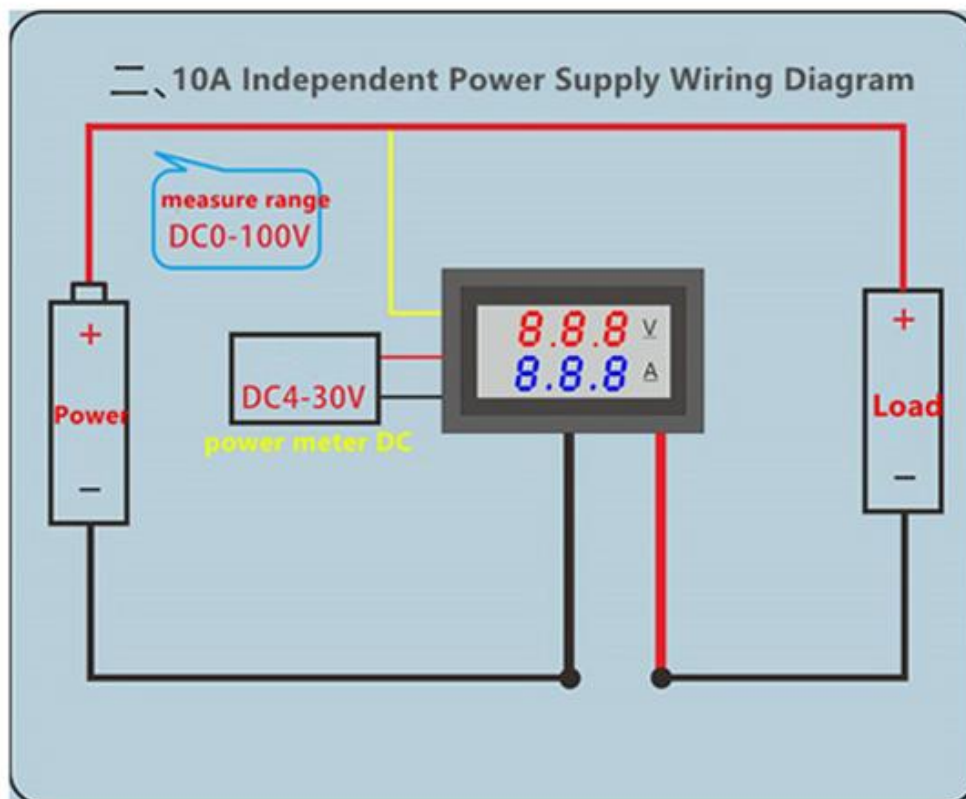 二、10A Independent Power Supply Wiring Diagram
measure range
DC0-100V
+
Power
−
DC4-30V
power meter DC
8.8.8 V
8.8.8 A
+
Load
−